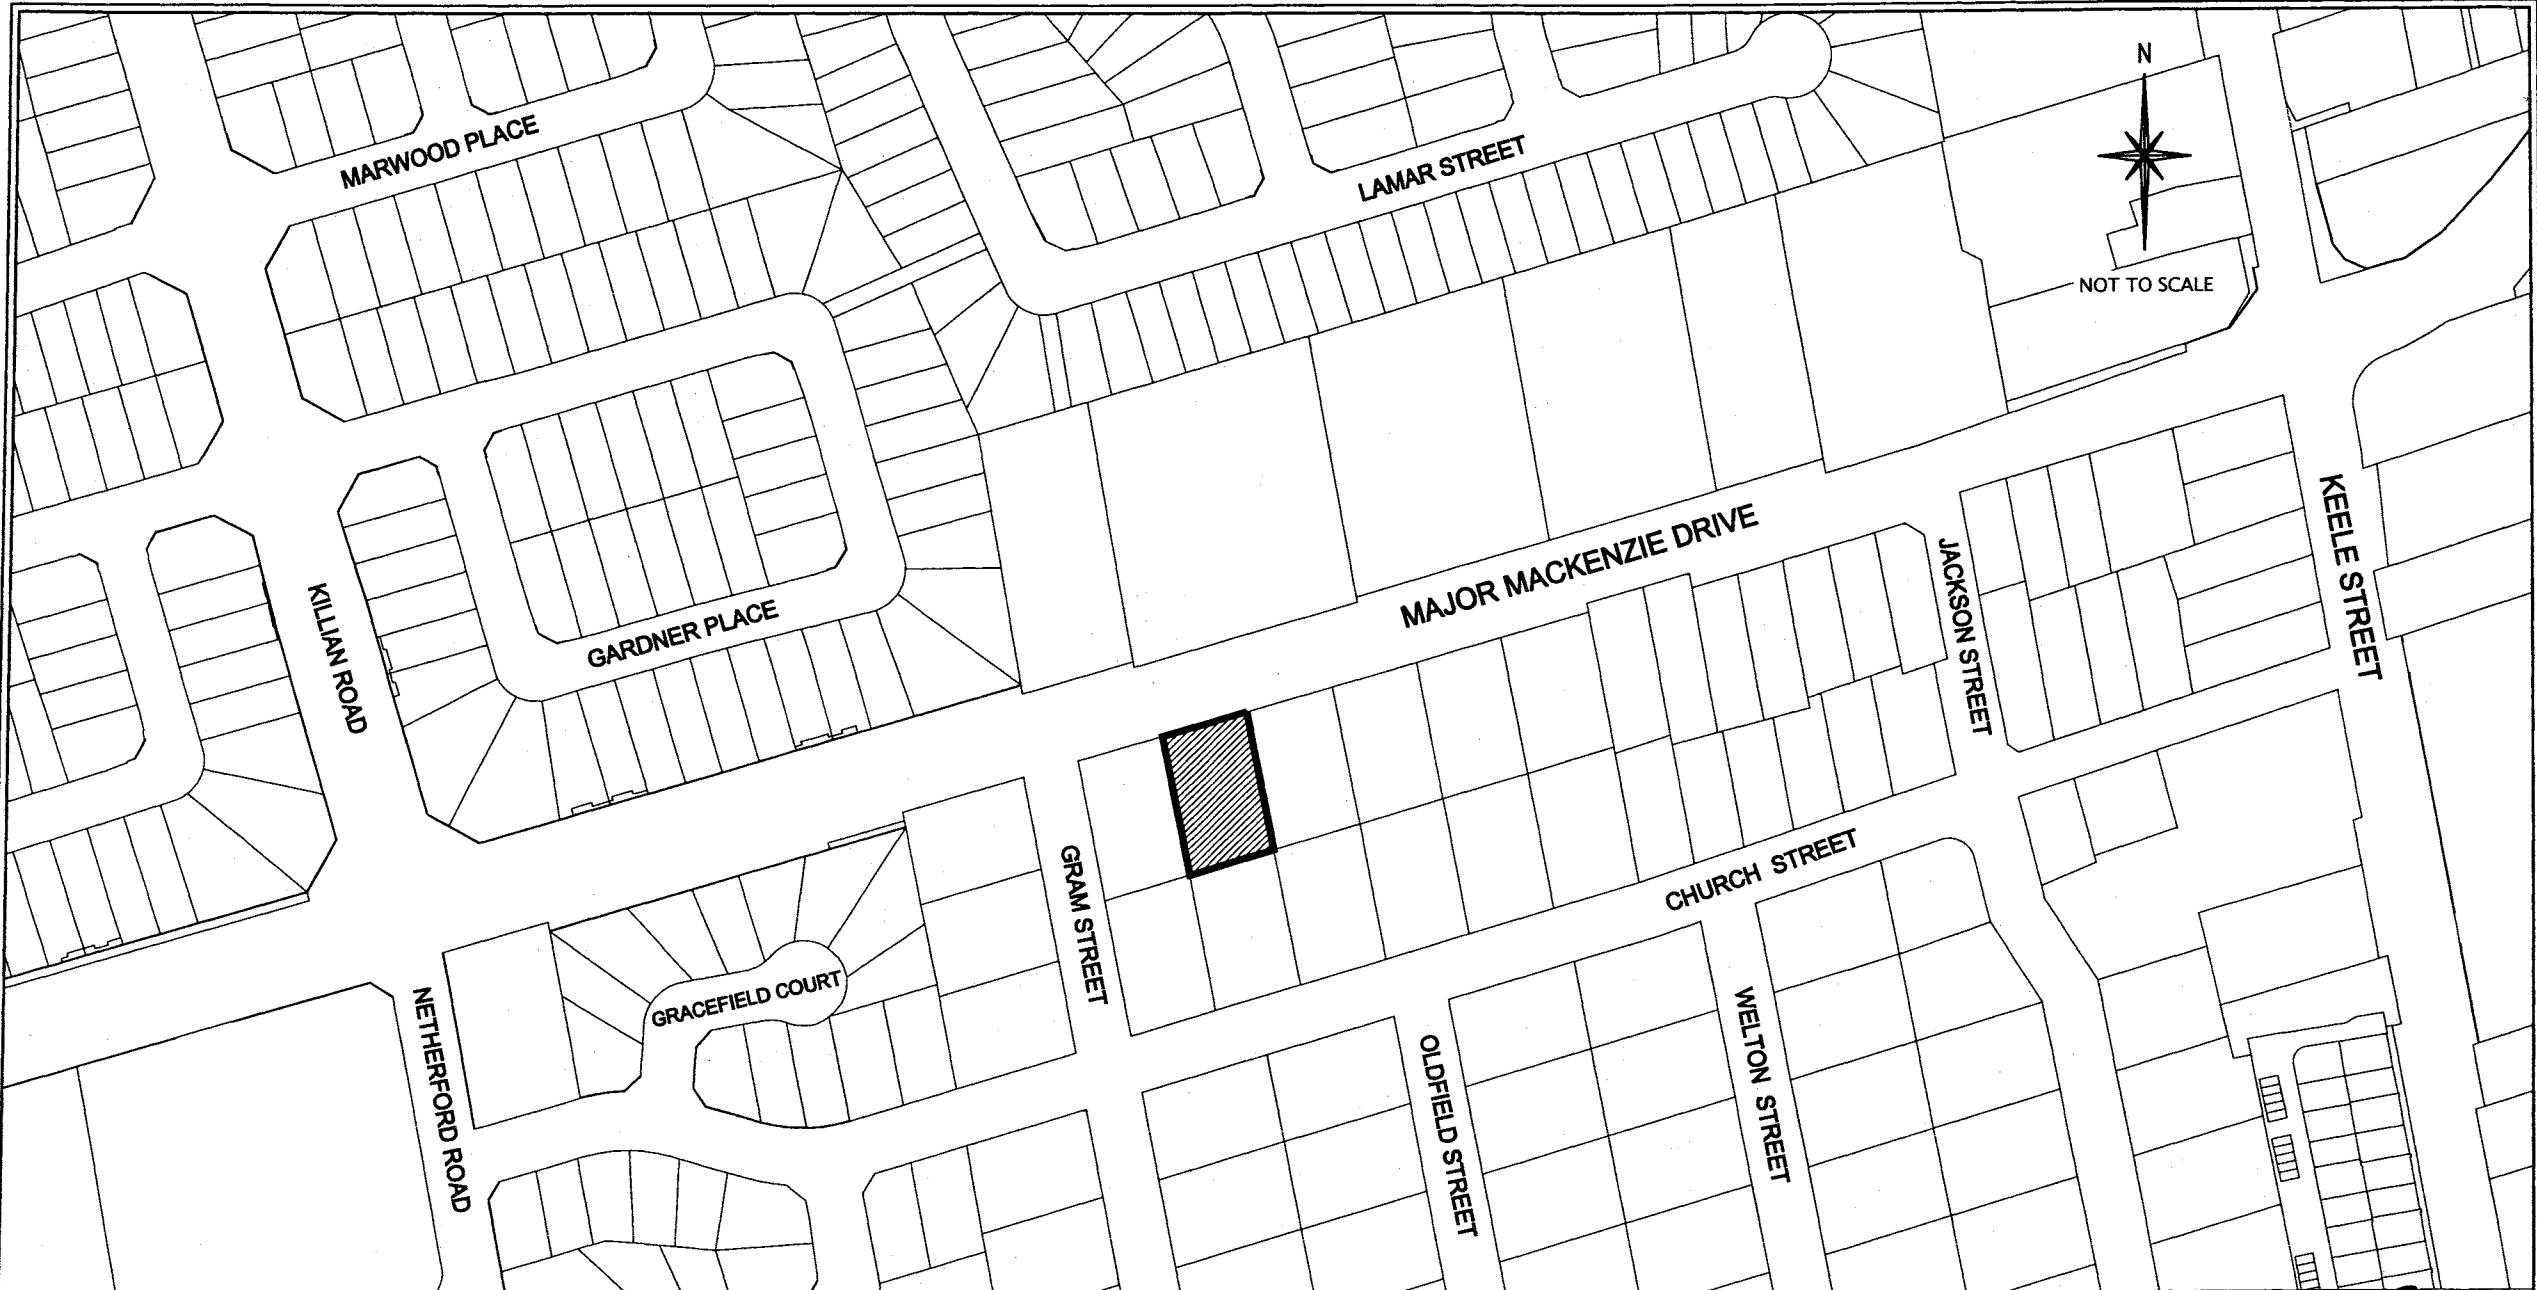 N
MARWOOD PLACE
LAMAR STREET
NOT TO SCALE
KEELE STREET
MAJOR MACKENZIE DRIVE
JACKSON STREET
KILLIAN ROAD
GARDNER PLACE
CHURCH STREET
GRAM STREET
GRACEFIELD COURT
NETHERFORD ROAD
WELTON STREET
OLDFIELD STREET